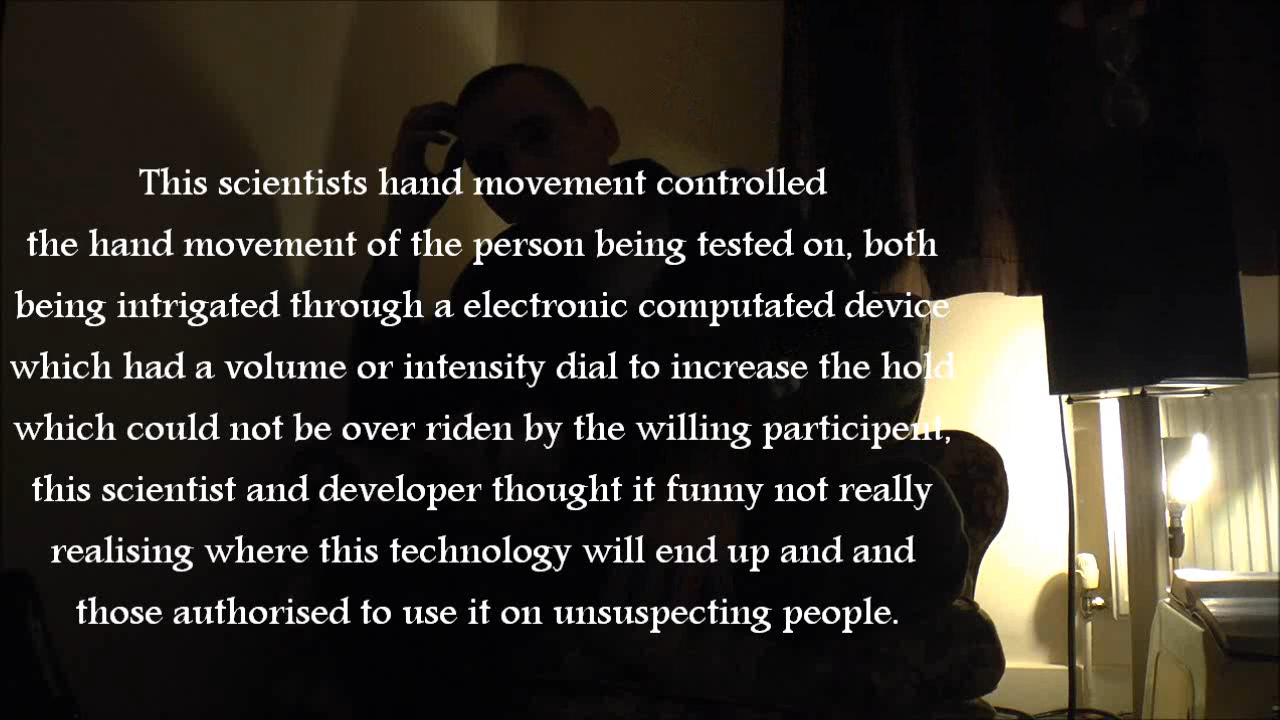 This scientists hand movement controlled
the hand movement of the person being tested on, both
being intrigated through a electronic computated device
which had a volume or intensity dial to increase the hold
which could not be over riden by the willing participent,
this scientist and developer thought it funny not really
realising where this technology will end up and and
those authorised to use it on unsuspecting people.